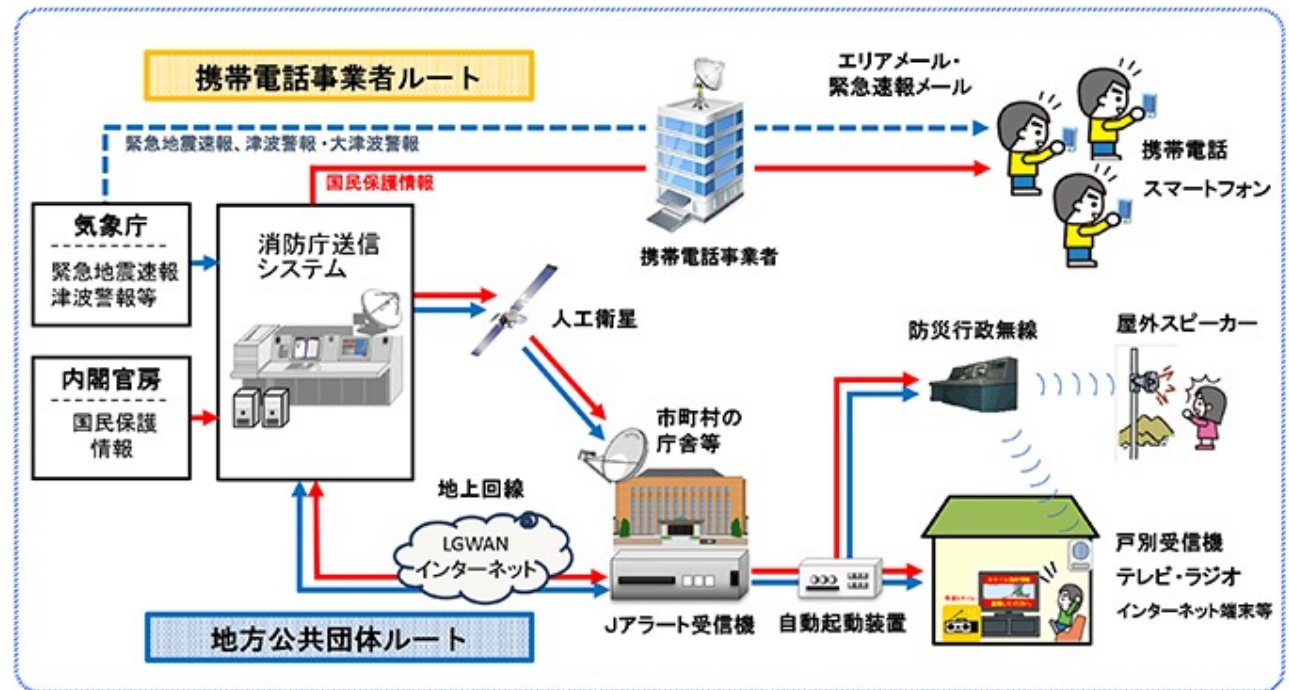 携帯電話事業者ルート
エリアメール・
緊急速報メール
緊急地震速報、津波警報・大津波警報
国民保護情報
携帯電話
スマートフォン
携帯電話事業者
気象庁
緊急地震速報
津波警報等
消防庁送信
システム
人工衛星
内閣官房
国民保護
情報
防災行政無線
屋外スピーカー
市町村の
庁舎等
地上回線
LGWAN
インターネット
Jアラート受信機
自動起動装置
戸別受信機
テレビ・ラジオ
インターネット端末等
地方公共団体ルート